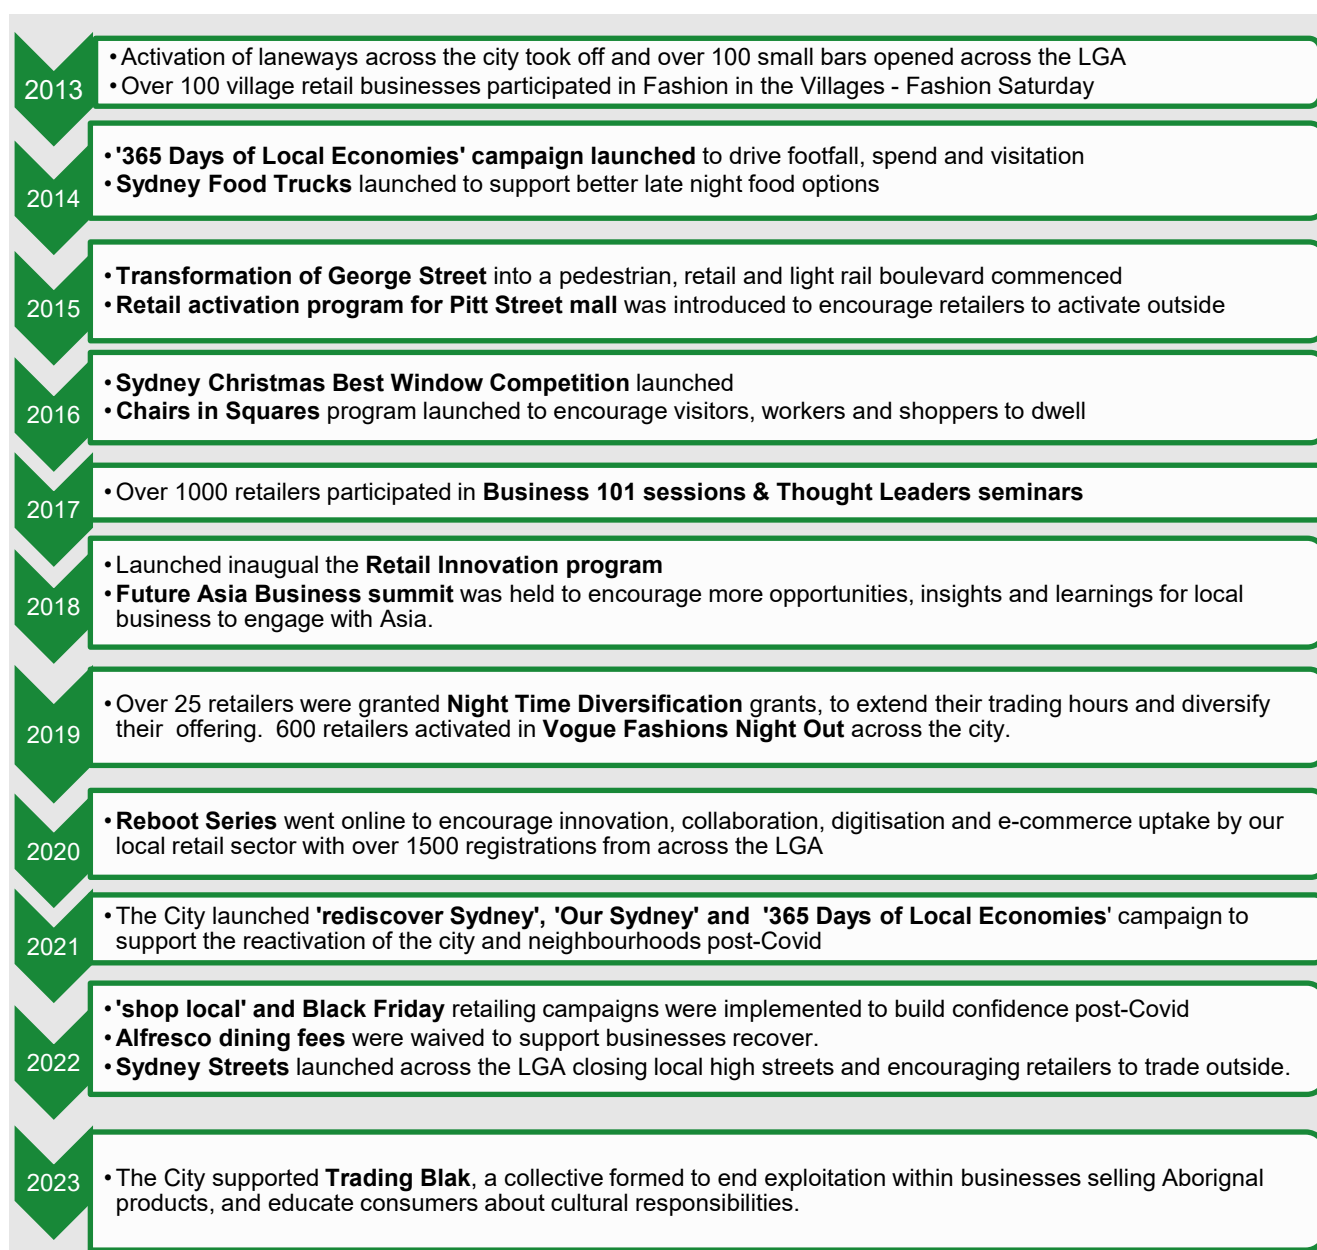 2013
• Activation of laneways across the city took off and over 100 small bars opened across the LGA
• Over 100 village retail businesses participated in Fashion in the Villages - Fashion Saturday
2014
• '365 Days of Local Economies' campaign launched to drive footfall, spend and visitation
• Sydney Food Trucks launched to support better late night food options
2015
• Transformation of George Street into a pedestrian, retail and light rail boulevard commenced
• Retail activation program for Pitt Street mall was introduced to encourage retailers to activate outside
2016
• Sydney Christmas Best Window Competition launched
• Chairs in Squares program launched to encourage visitors, workers and shoppers to dwell
2017
• Over 1000 retailers participated in Business 101 sessions & Thought Leaders seminars
2018
• Launched inaugual the Retail Innovation program
• Future Asia Business summit was held to encourage more opportunities, insights and learnings for local
business to engage with Asia.
2019
• Over 25 retailers were granted Night Time Diversification grants, to extend their trading hours and diversify
their  offering.  600 retailers activated in Vogue Fashions Night Out across the city.
2020
• Reboot Series went online to encourage innovation, collaboration, digitisation and e-commerce uptake by our
local retail sector with over 1500 registrations from across the LGA
2021
• The City launched 'rediscover Sydney', 'Our Sydney' and  '365 Days of Local Economies' campaign to
support the reactivation of the city and neighbourhoods post-Covid
2022
• 'shop local' and Black Friday retailing campaigns were implemented to build confidence post-Covid
• Alfresco dining fees were waived to support businesses recover.
• Sydney Streets launched across the LGA closing local high streets and encouraging retailers to trade outside.
2023
• The City supported Trading Blak, a collective formed to end exploitation within businesses selling Aborignal
products, and educate consumers about cultural responsibilities.